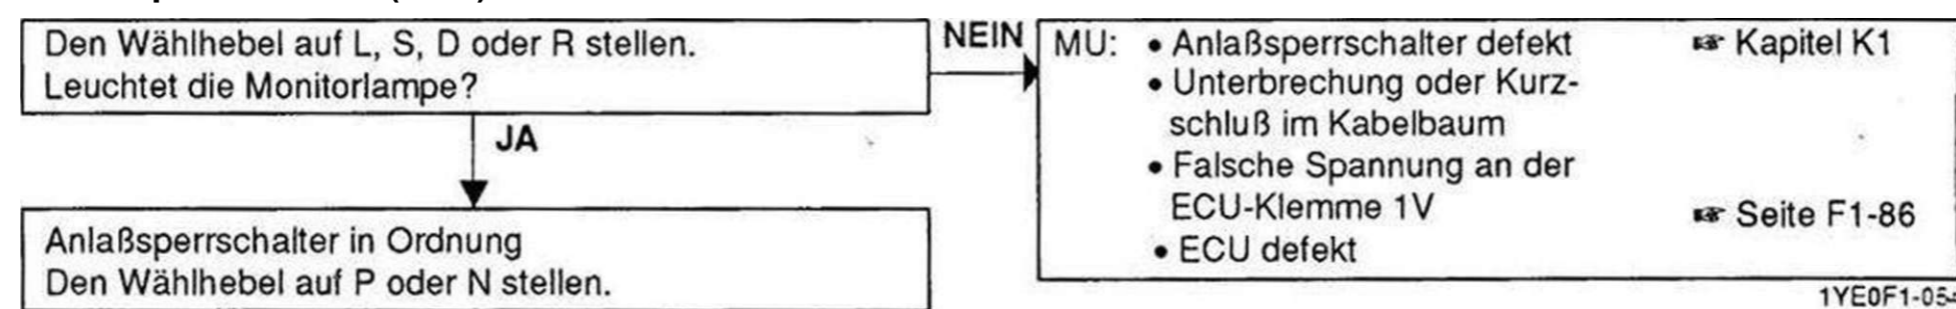 Den Wählhebel auf L, S, D oder R stellen.
Leuchtet die Monitorlampe?
NEIN
MU: • Anlaßsperrschalter defekt ☞ Kapitel K1
• Unterbrechung oder Kurz-
schluß im Kabelbaum
• Falsche Spannung an der
ECU-Klemme 1V ☞ Seite F1-86
• ECU defekt
JA
Anlaßsperrschalter in Ordnung
Den Wählhebel auf P oder N stellen.